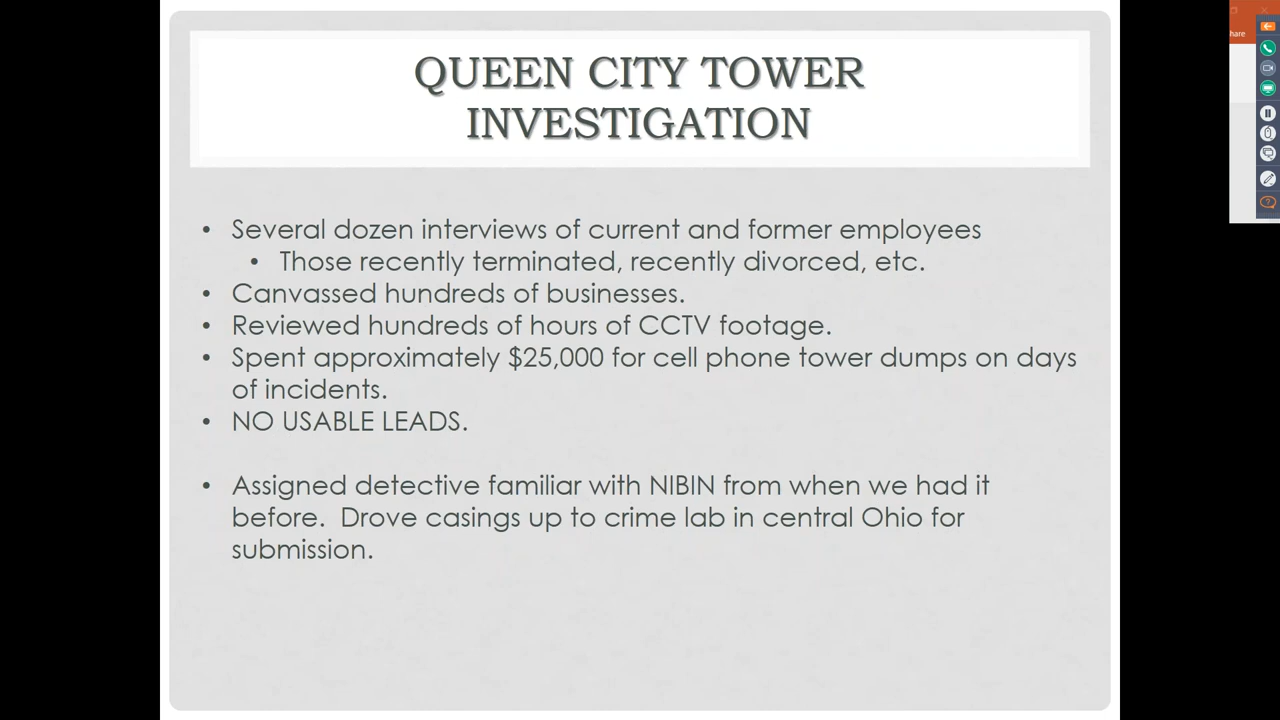 QUEEN CITY TOWER
INVESTIGATION
hare
• Several dozen interviews of current and former employees
• Those recently terminated, recently divorced, etc.
• Canvassed hundreds of businesses.
• Reviewed hundreds of hours of CCTV footage.
• Spent approximately $25,000 for cell phone tower dumps on days
of incidents.
• NO USABLE LEADS.
• Assigned detective familiar with NIBIN from when we had it
before. Drove casings up to crime lab in central Ohio for
submission.